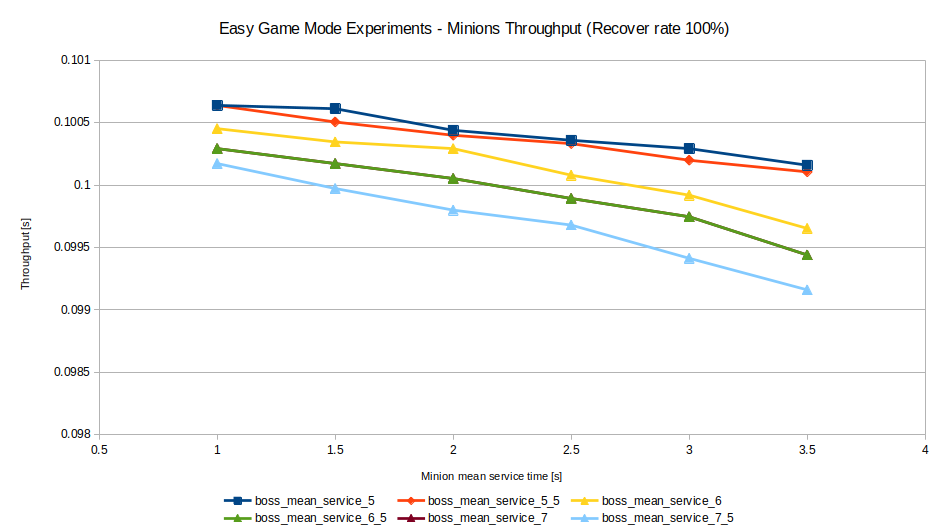 Easy Game Mode Experiments - Minions Throughput (Recover rate 100%)
0.101
0.1005
0.1
0.0995
0.099
0.0985
0.098
Throughput [s]
0.5 1 1.5 2 2.5 3 3.5 4
Minion mean service time [s]
boss_mean_service_5 boss_mean_service_5_5 boss_mean_service_6
boss_mean_service_6_5 boss_mean_service_7 boss_mean_service_7_5